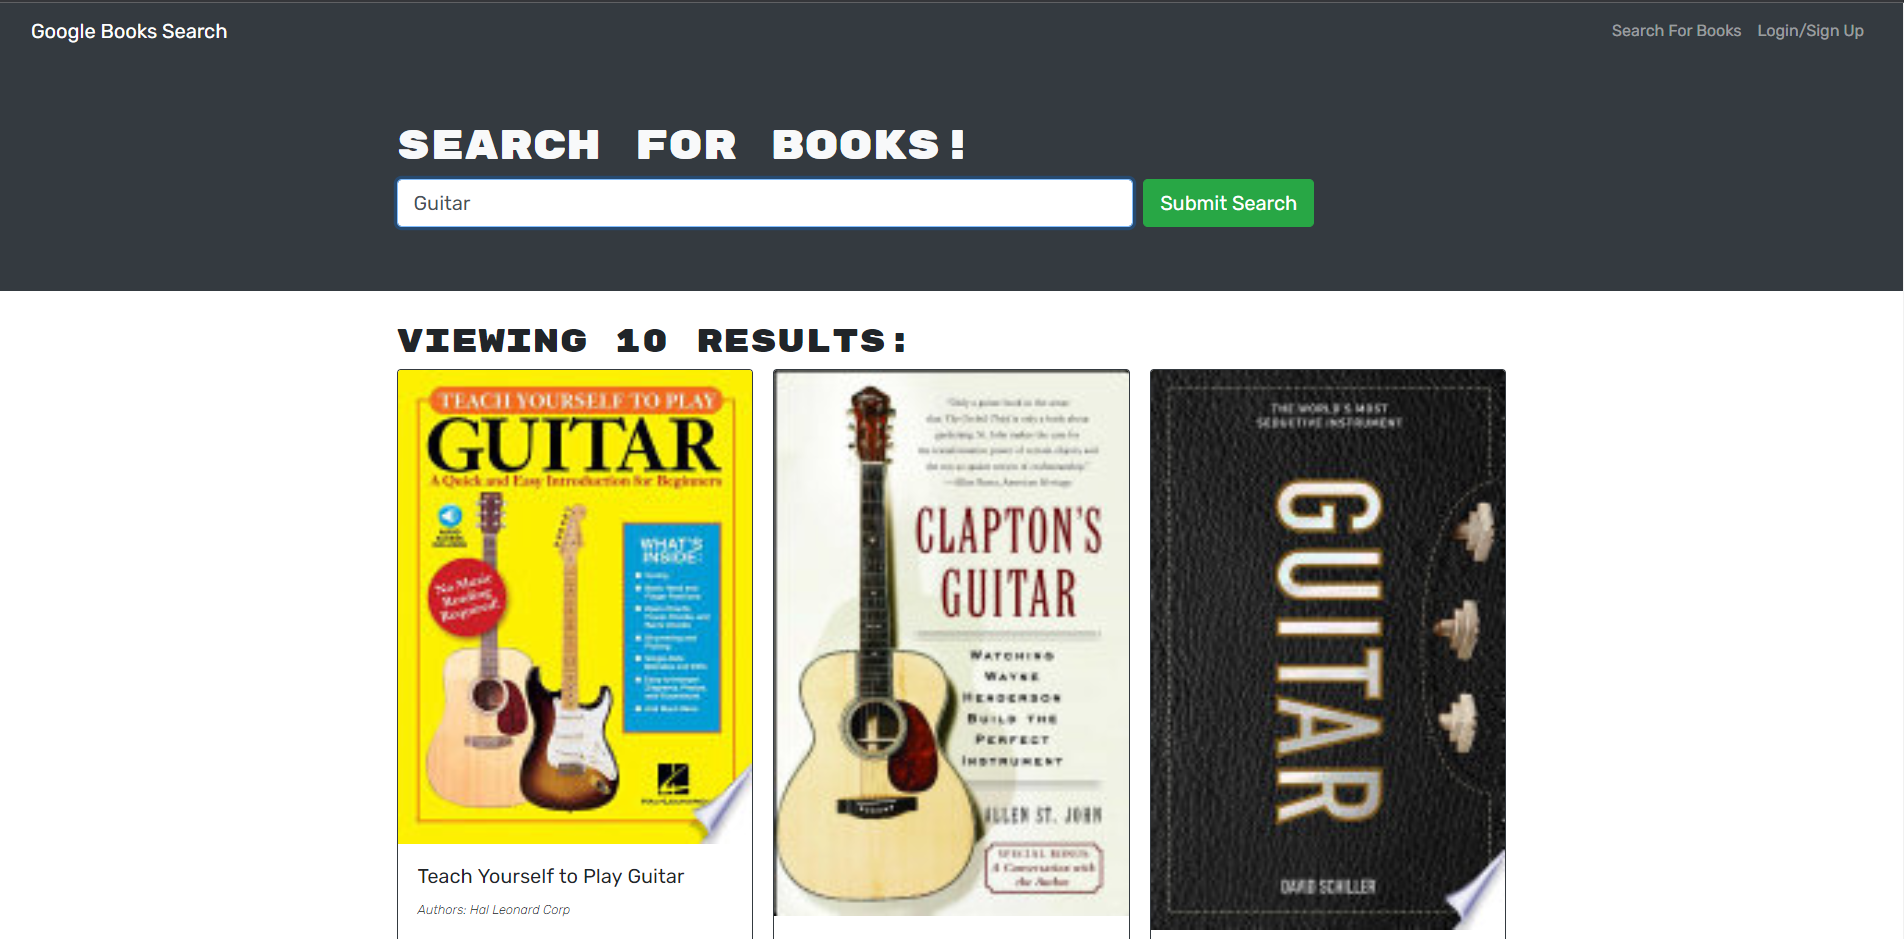 Google Books Search
Search For Books
Login/Sign Up
SEARCH FOR BOOKS!
Guitar
Submit Search
VIEWING 10 RESULTS:
TEACH YOURSELF TO PLAY
GUITAR
A Quick and Easy Introduction for Beginners
WHAT'S
INSIDE:
No Music
Reading
Required!
HAL LEONARD
Teach Yourself to Play Guitar
Authors: Hal Leonard Corp
CLAPTON'S
GUITAR
WATCHING
WAYNE
HENDERSON
BUILD THE
PERFECT
INSTRUMENT
ALLEN ST. JOHN
SPECIAL BONUS
A Conversation with
the Author
THE WORLD'S MOST
SEDUCTIVE INSTRUMENT
GUITAR
DAVID SCHILLER